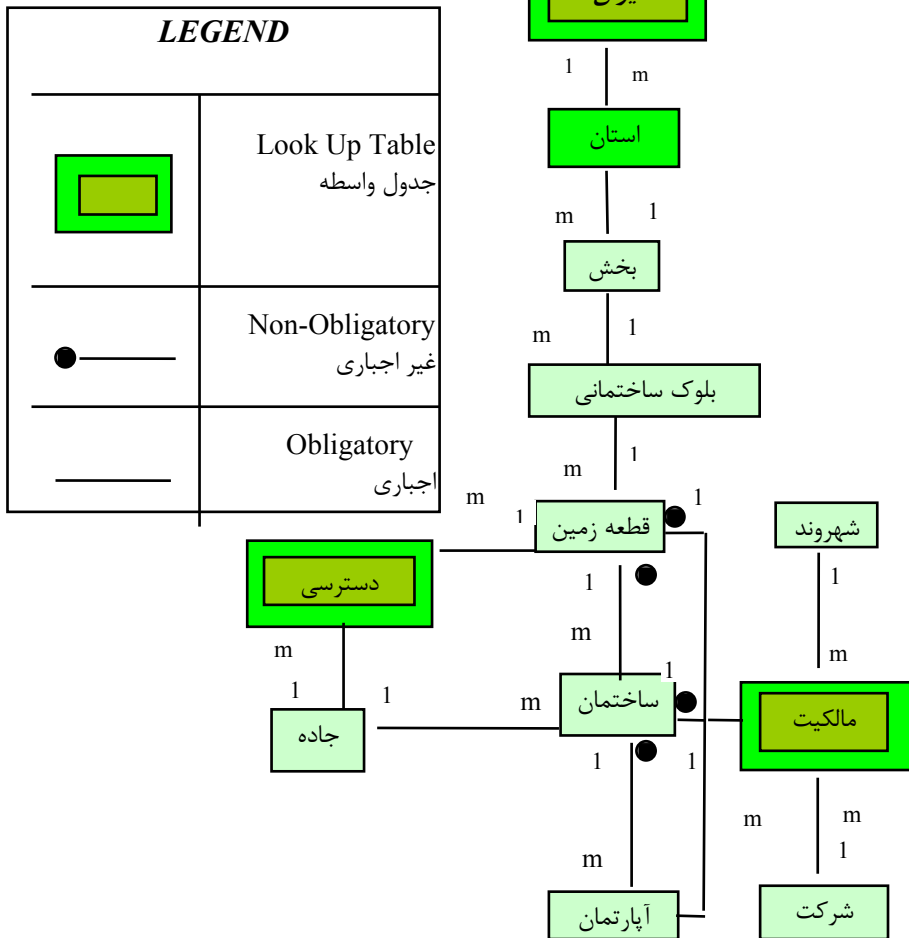 LEGEND
Look Up Table
جدول واسطه
Non-Obligatory
غیر اجباری
Obligatory
اجباری
1 m
استان
m 1
بخش
m 1
بلوک ساختمانی
m 1
قطعه زمین
m 1
1
شهروند
دسترسی
1
m
1
m
m
1 1
m
1
ساختمان
مالکیت
جاده
1 1
m
m m
1
آپارتمان
شرکت